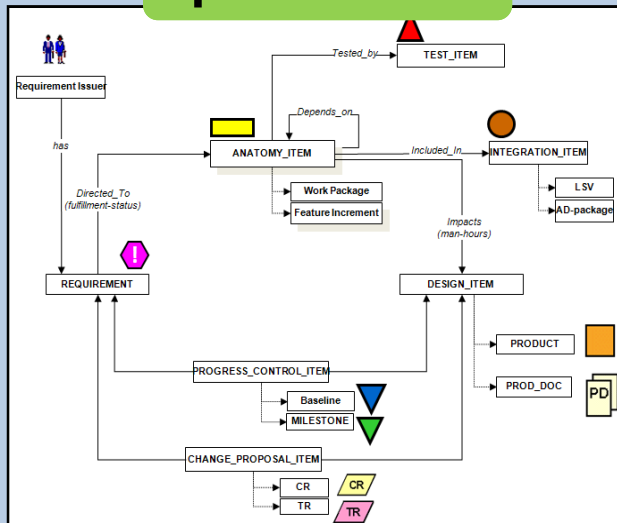 Tested_by
TEST_ITEM
Requirement Issuer
Depends_on
has
ANATOMY_ITEM
Included_In
INTEGRATION_ITEM
Work Package
LSV
Directed_To
(fulfillment-status)
Feature Increment
AD-package
Impacts
(man-hours)
!
REQUIREMENT
DESIGN_ITEM
PRODUCT
PROGRESS_CONTROL_ITEM
PROD_DOC
PD
Baseline
MILESTONE
CHANGE_PROPOSAL_ITEM
CR
CR
TR
TR